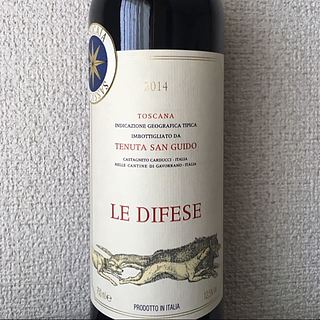 2014
TOSCANA
INDICAZIONE GEOGRAFICA TIPICA
IMBOTTIGLIATO DA
TENUTA SAN GUIDO
CASTAGNETO CARDUCCI - ITALIA
NELLE CANTINE DI GAVORRANO - ITALIA
LE DIFESE
PRODOTTO IN ITALIA